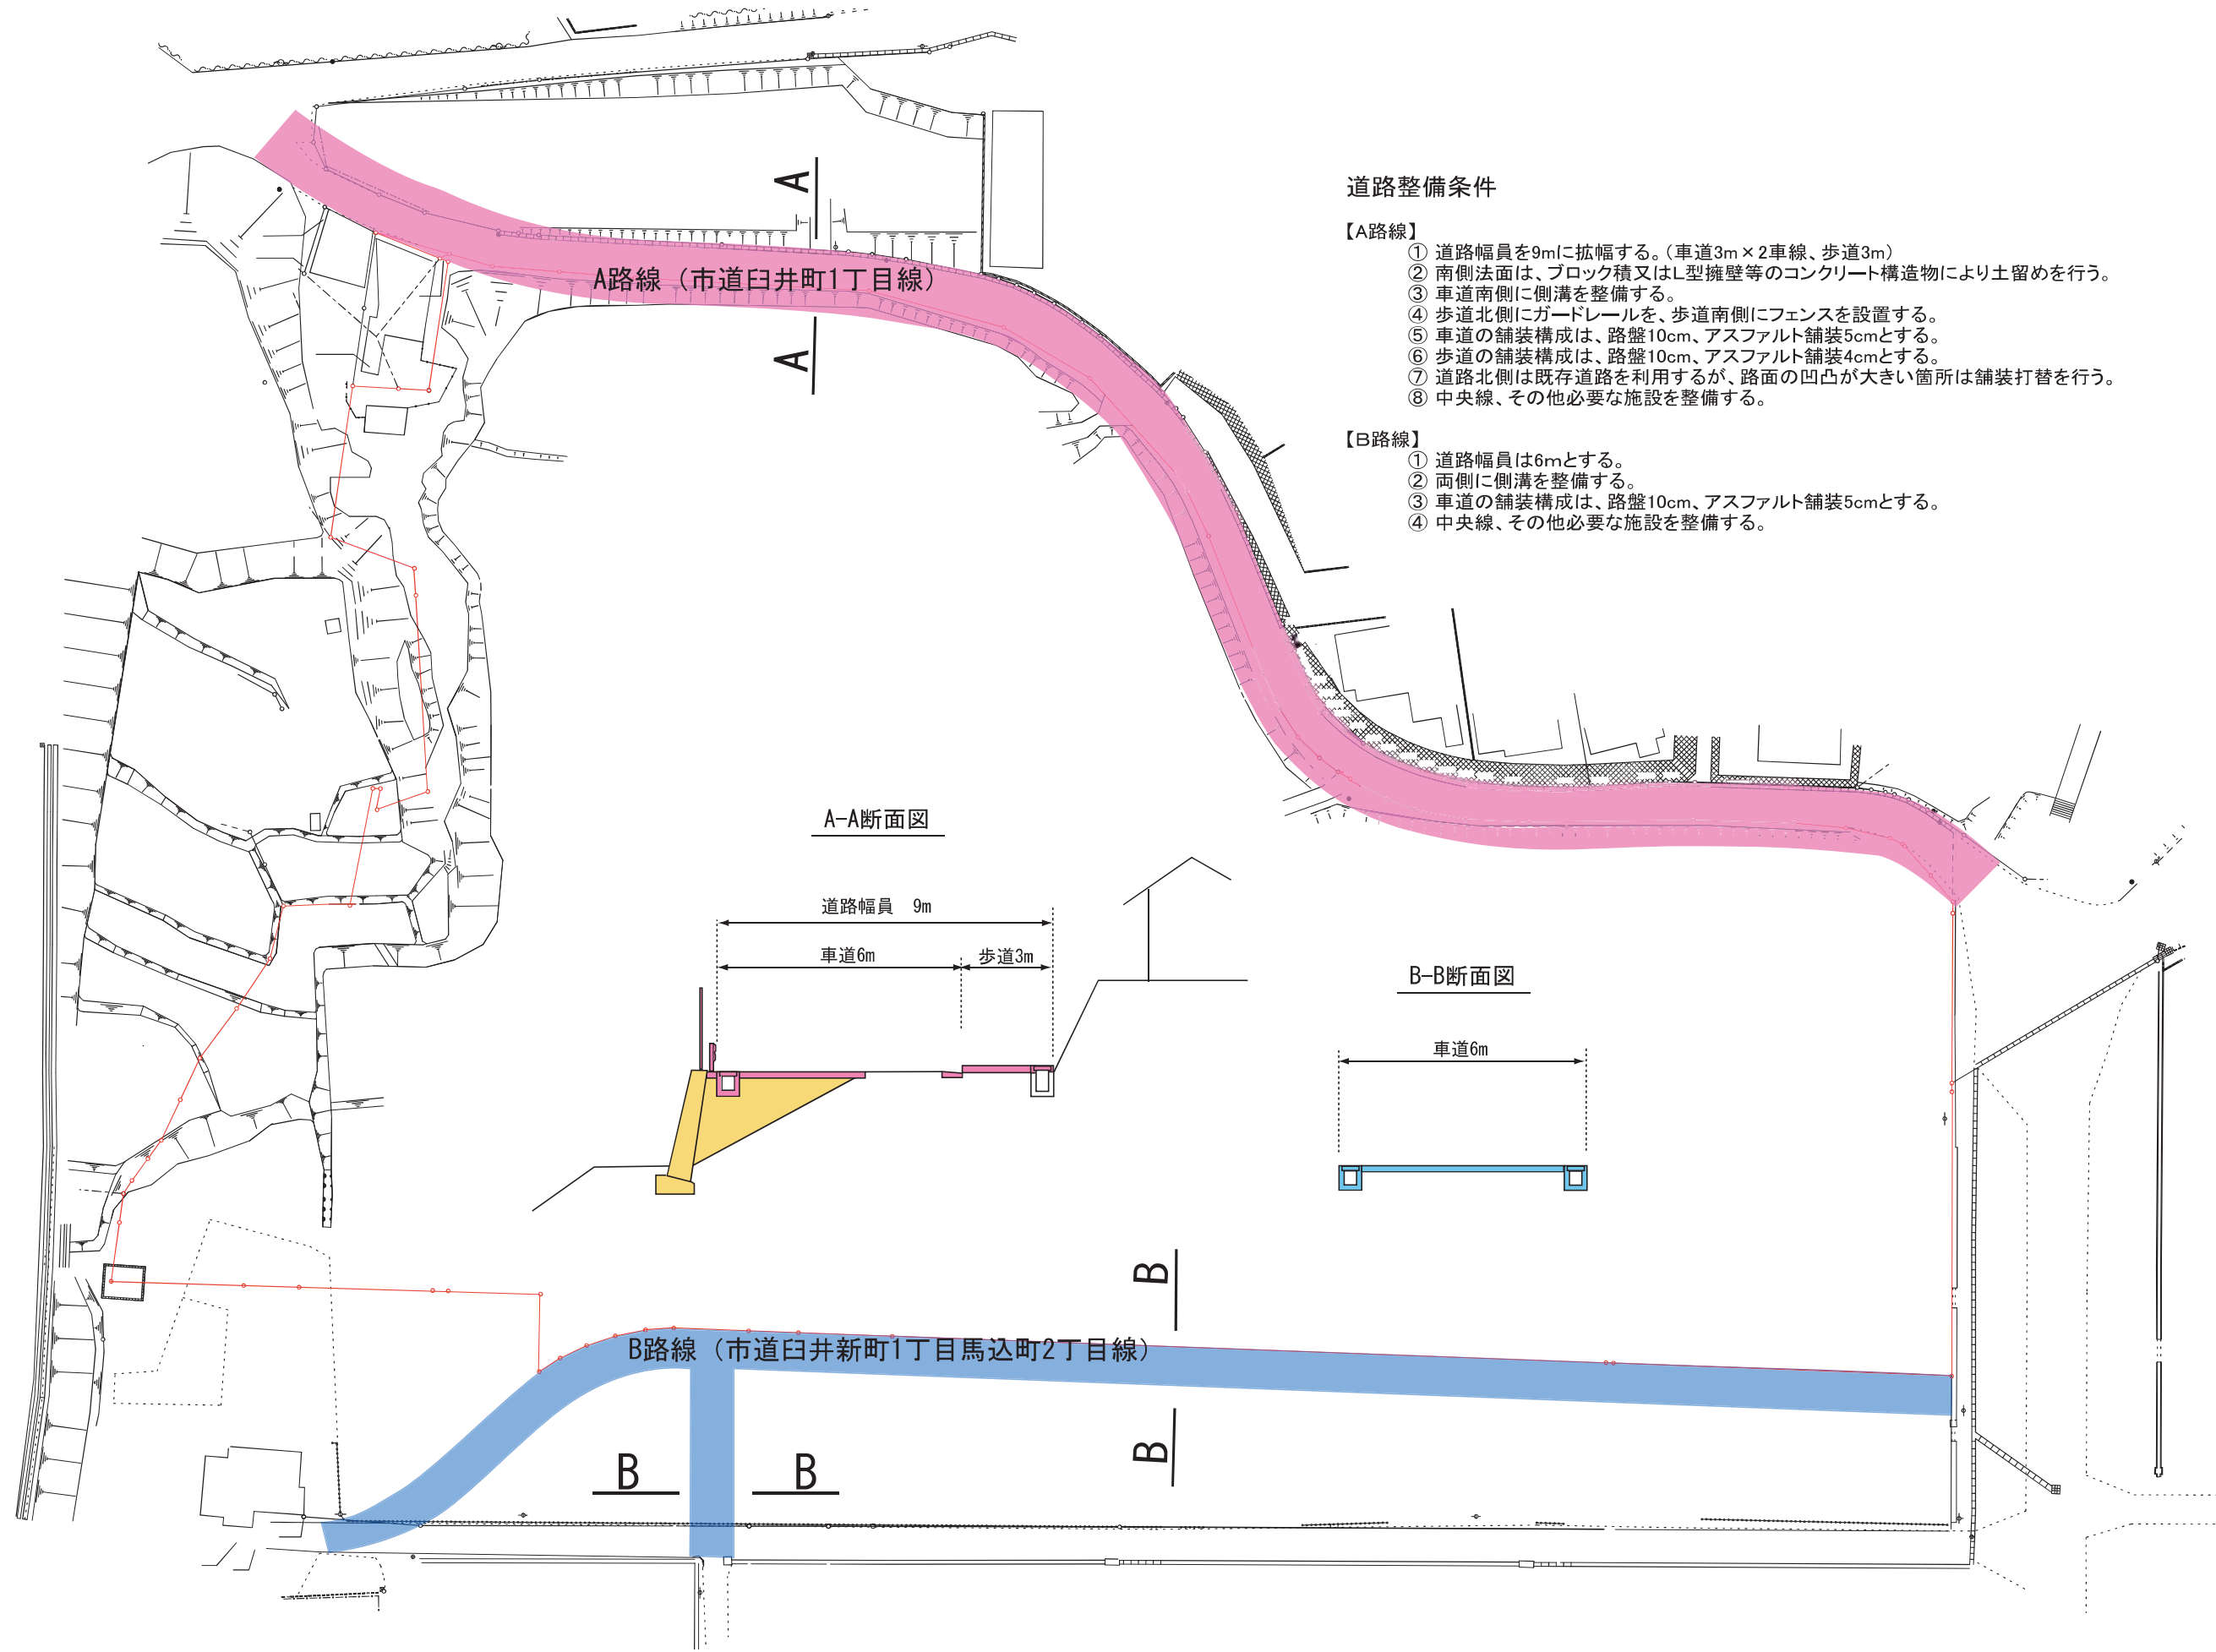 A
A
A路線（市道臼井町1丁目線）
道路整備条件
【A路線】
① 道路幅員を9mに拡幅する。（車道3m×2車線、歩道3m）
② 南側法面は、ブロック積又はL型擁壁等のコンクリート構造物により土留めを行う。
③ 車道南側に側溝を整備する。
④ 歩道北側にガードレールを、歩道南側にフェンスを設置する。
⑤ 車道の舗装構成は、路盤10cm、アスファルト舗装5cmとする。
⑥ 歩道の舗装構成は、路盤10cm、アスファルト舗装4cmとする。
⑦ 道路北側は既存道路を利用するが、路面の凹凸が大きい箇所は舗装打替を行う。
⑧ 中央線、その他必要な施設を整備する。
【B路線】
① 道路幅員は6mとする。
② 両側に側溝を整備する。
③ 車道の舗装構成は、路盤10cm、アスファルト舗装5cmとする。
④ 中央線、その他必要な施設を整備する。
A-A断面図
道路幅員　9m
車道6m
歩道3m
B-B断面図
車道6m
B
B路線（市道臼井新町1丁目馬込町2丁目線）
B
B
B